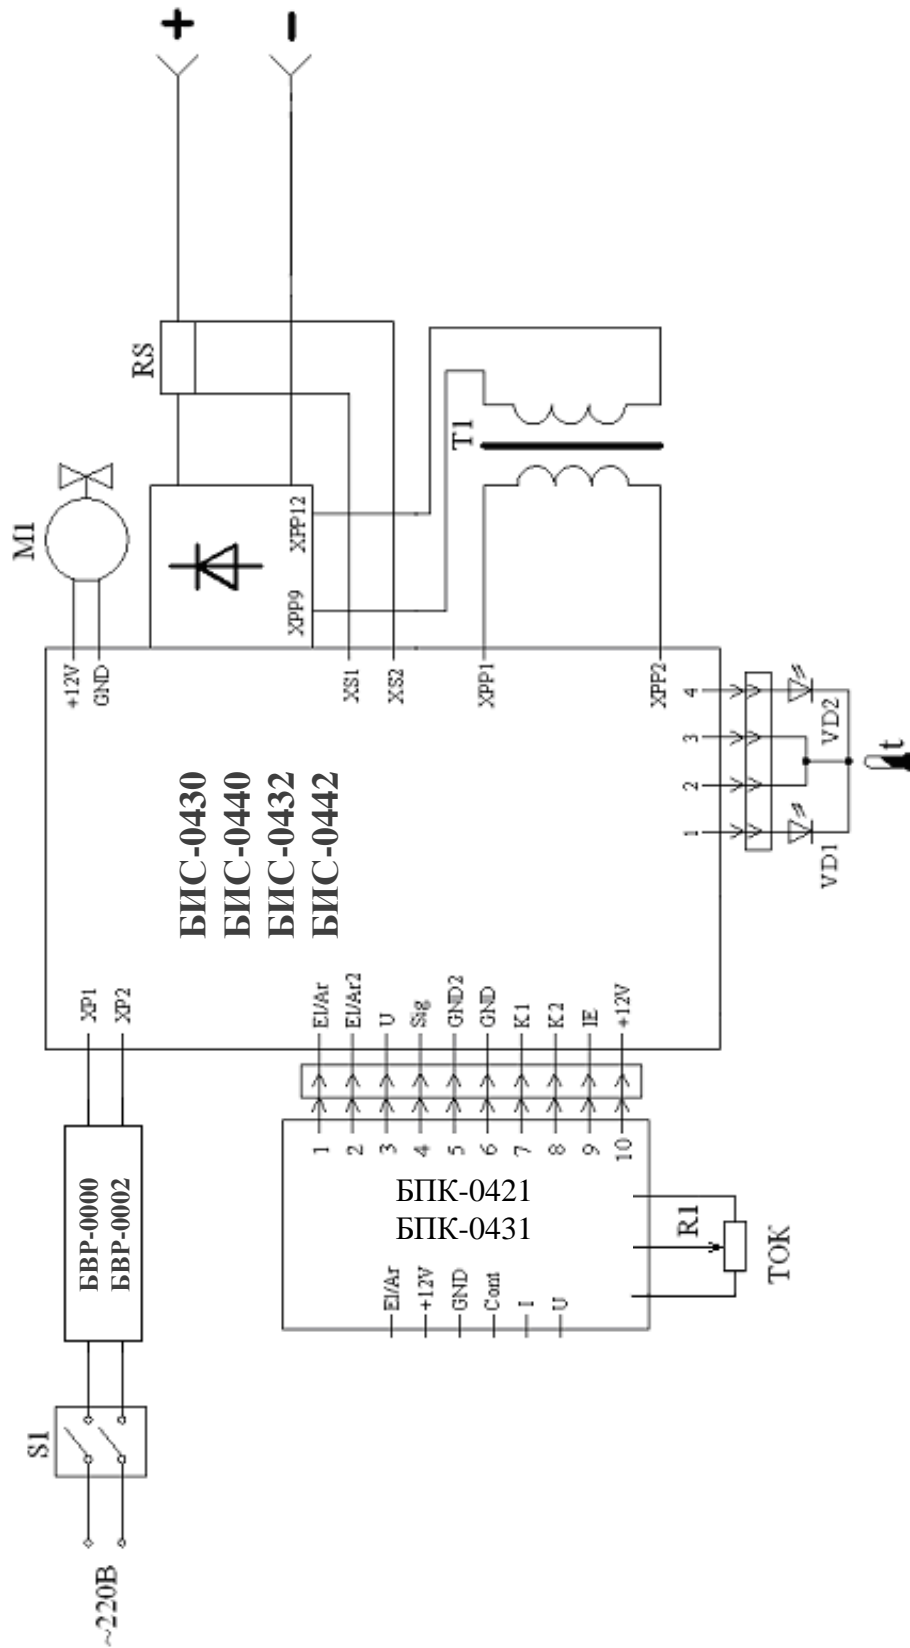 ~220В
S1
БВР-0000
БВР-0002
XP1
XP2
БИС-0430
БИС-0440
БИС-0432
БИС-0442
+12V
GND
M1
RS
+
-
XPP9
XPP12
XS1
XS2
XPP1
XPP2
T1
El/Ar
El/Ar2
U
Sig
GND2
GND
K1
K2
IE
+12V
1
2
3
4
5
6
7
8
9
10
БПК-0421
БПК-0431
El/Ar
+12V
GND
Cont
I
U
R1
ТОК
1
2
3
4
VD1
VD2
t